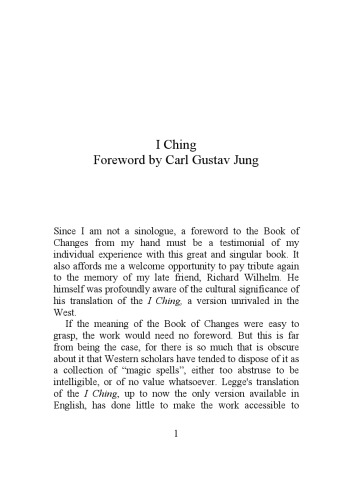 I Ching
Foreword by Carl Gustav Jung
Since I am not a sinologue, a foreword to the Book of
Changes from my hand must be a testimonial of my
individual experience with this great and singular book. It
also affords me a welcome opportunity to pay tribute again
to the memory of my late friend, Richard Wilhelm. He
himself was profoundly aware of the cultural significance of
his translation of the I Ching, a version unrivaled in the
West.
If the meaning of the Book of Changes were easy to
grasp, the work would need no foreword. But this is far
from being the case, for there is so much that is obscure
about it that Western scholars have tended to dispose of it as
a collection of “magic spells”, either too abstruse to be
intelligible, or of no value whatsoever. Legge's translation
of the I Ching, up to now the only version available in
English, has done little to make the work accessible to
1